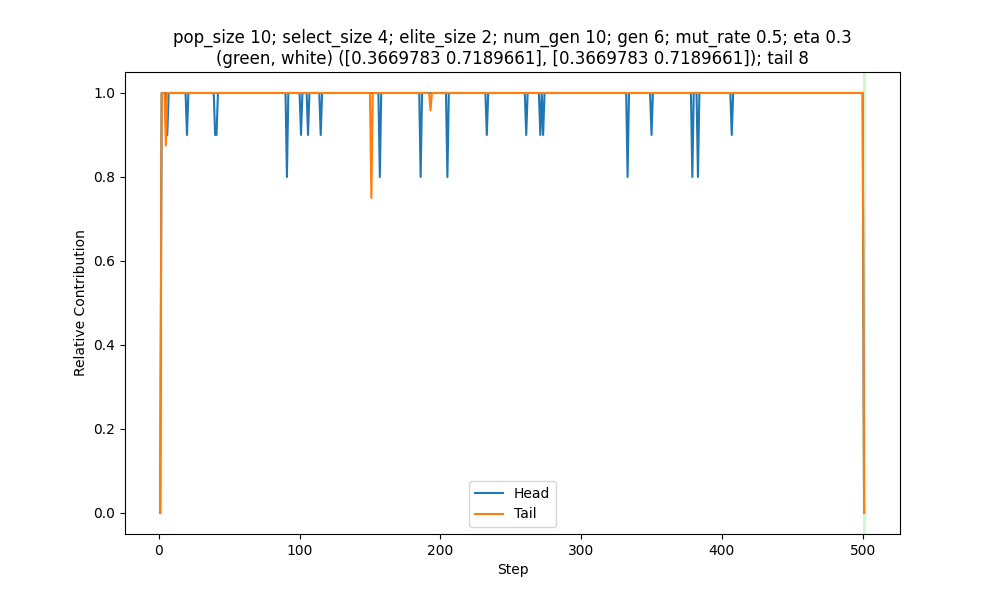 pop_size 10; select_size 4; elite_size 2; num_gen 10; gen 6; mut_rate 0.5; eta 0.3
(green, white) ([0.3669783 0.7189661], [0.3669783 0.7189661]); tail 8
1.0
0.8
0.6
0.4
0.2
0.0
Relative Contribution
Head
Tail
0
100
200
300
400
500
Step